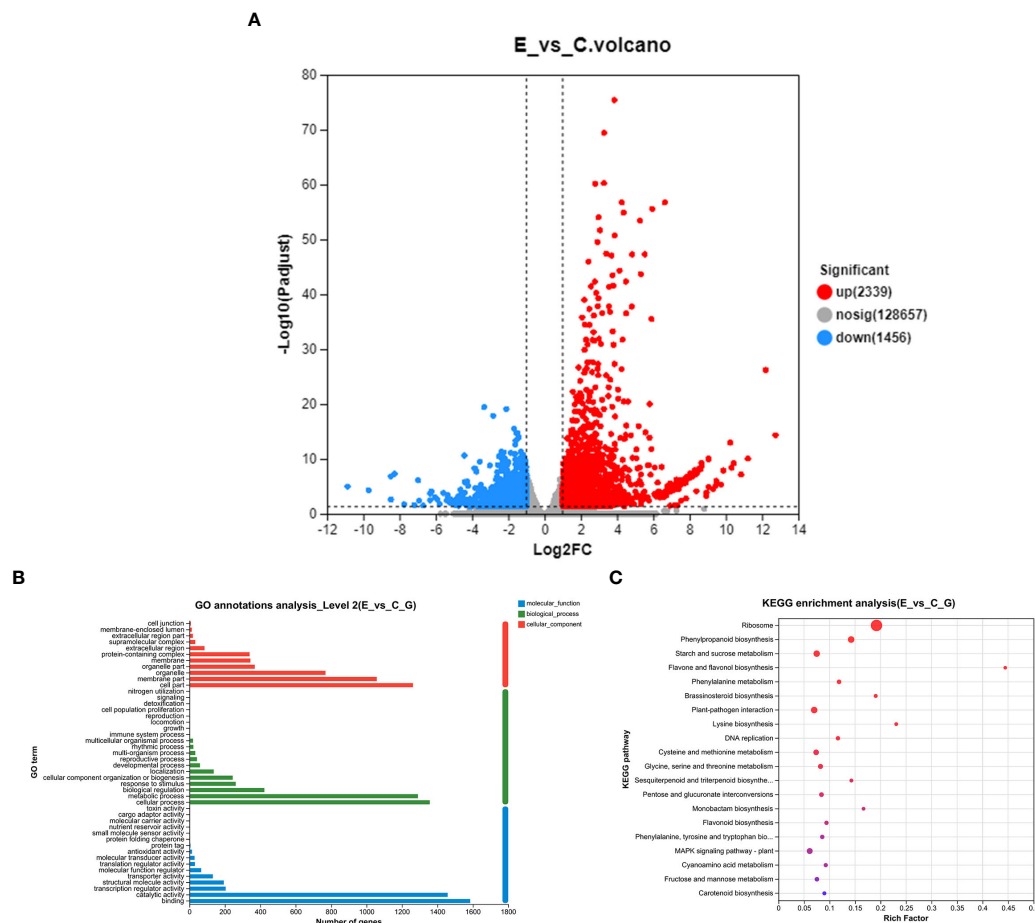 A
E_vs_C.volcano
80
70
60
50
40
30
20
10
0
-Log10(Padjust)
-12 -10 -8 -6 -4 -2 0 2 4 6 8 10 12 14
Log2FC
Significant
up(2339)
nosig(128657)
down(1456)
B
GO annotations analysis_Level 2(E_vs_C_G)
molecular_function
biological_process
cellular_component
GO term
cell junction
membrane-enclosed lumen
extracellular region part
supramolecular complex
extracellular region
protein-containing complex
membrane
organelle part
organelle
membrane part
cell part
nitrogen utilization
signaling
detoxification
cell population proliferation
reproduction
locomotion
growth
immune system process
multicellular organismal process
rhythmic process
multi-organism process
reproductive process
developmental process
localization
cellular component organization or biogenesis
response to stimulus
biological regulation
metabolic process
cellular process
toxin activity
cargo adaptor activity
molecular carrier activity
nutrient reservoir activity
small molecule sensor activity
protein folding chaperone
protein tag
antioxidant activity
molecular transducer activity
translation regulator activity
molecular function regulator
transporter activity
structural molecule activity
transcription regulator activity
catalytic activity
binding
0 200 400 600 800 1000 1200 1400 1600 1800
Number of genes
C
KEGG enrichment analysis(E_vs_C_G)
KEGG pathway
Ribosome
Phenylpropanoid biosynthesis
Starch and sucrose metabolism
Flavone and flavonol biosynthesis
Phenylalanine metabolism
Brassinosteroid biosynthesis
Plant-pathogen interaction
Lysine biosynthesis
DNA replication
Cysteine and methionine metabolism
Glycine, serine and threonine metabolism
Sesquiterpenoid and triterpenoid biosynthe...
Pentose and glucuronate interconversions
Monobactam biosynthesis
Flavonoid biosynthesis
Phenylalanine, tyrosine and tryptophan bio...
MAPK signaling pathway - plant
Cyanoamino acid metabolism
Fructose and mannose metabolism
Carotenoid biosynthesis
0 0.05 0.1 0.15 0.2 0.25 0.3 0.35 0.4 0.45
Rich Factor